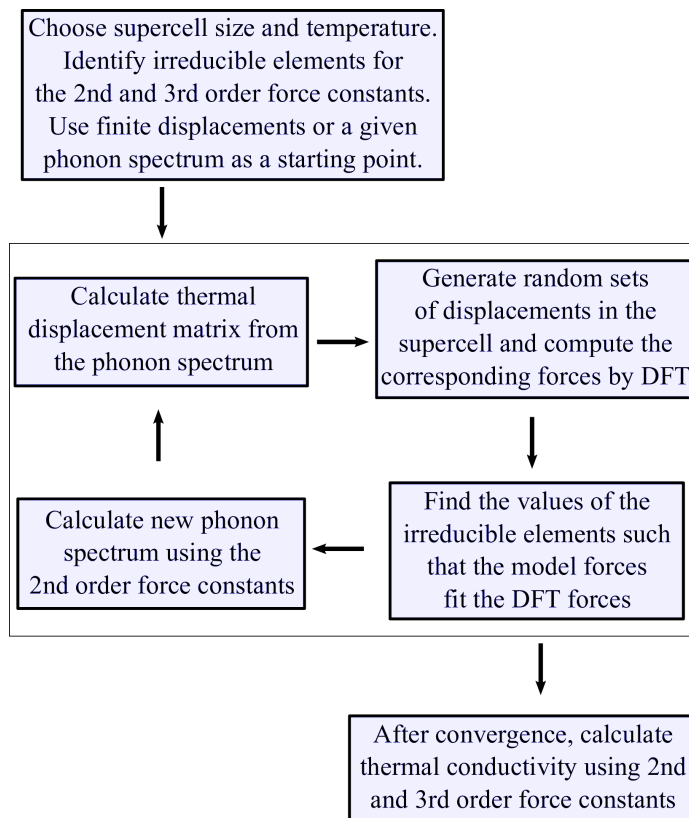 Choose supercell size and temperature.
Identify irreducible elements for
the 2nd and 3rd order force constants.
Use finite displacements or a given
phonon spectrum as a starting point.
Calculate thermal
displacement matrix from
the phonon spectrum
Generate random sets
of displacements in the
supercell and compute the
corresponding forces by DFT
Find the values of the
irreducible elements such
that the model forces
fit the DFT forces
Calculate new phonon
spectrum using the
2nd order force constants
After convergence, calculate
thermal conductivity using 2nd
and 3rd order force constants